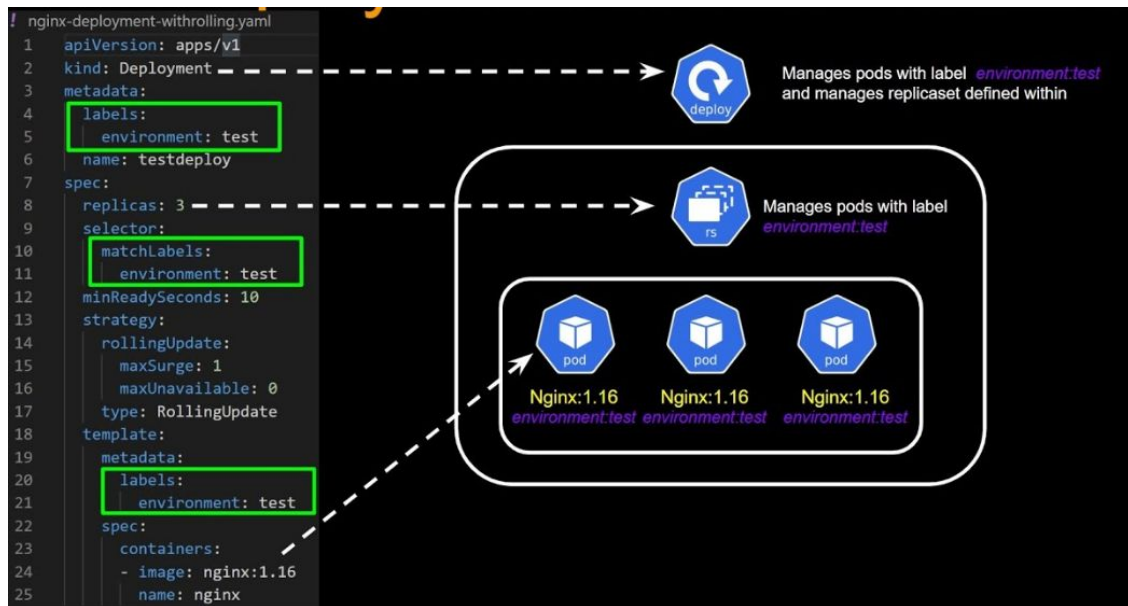 ! nginx-deployment-withrolling.yaml
1 apiVersion: apps/v1
2 kind: Deployment
3 metadata:
4 labels:
5 environment: test
6 name: testdeploy
7 spec:
8 replicas: 3
9 selector:
10 matchLabels:
11 environment: test
12 minReadySeconds: 10
13 strategy:
14 rollingUpdate:
15 maxSurge: 1
16 maxUnavailable: 0
17 type: RollingUpdate
18 template:
19 metadata:
20 labels:
21 environment: test
22 spec:
23 containers:
24 - image: nginx:1.16
25 name: nginx
deploy
Manages pods with label environment:test
and manages replicaset defined within
rs
Manages pods with label
environment:test
pod pod pod
Nginx:1.16 Nginx:1.16 Nginx:1.16
environment:test environment:test environment:test